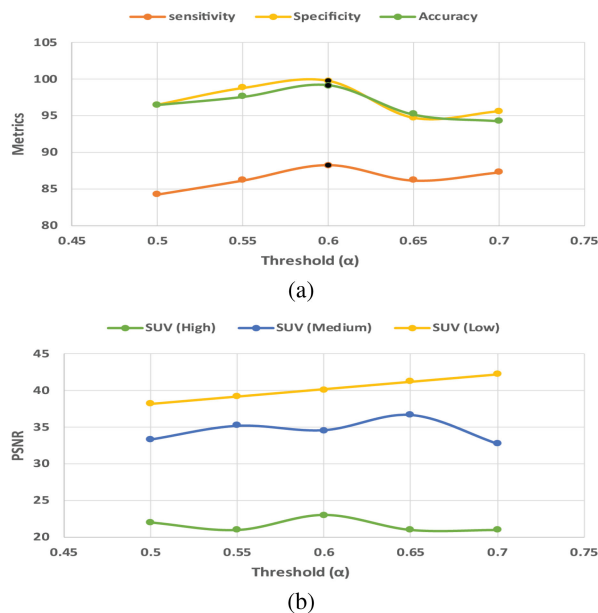 sensitivity Specificity Accuracy
105
100
95
90
85
80
Metrics
0.45 0.5 0.55 0.6 0.65 0.7 0.75
Threshold (α)
(a)
SUV (High) SUV (Medium) SUV (Low)
45
40
35
30
25
20
PSNR
0.45 0.5 0.55 0.6 0.65 0.7 0.75
Threshold (α)
(b)